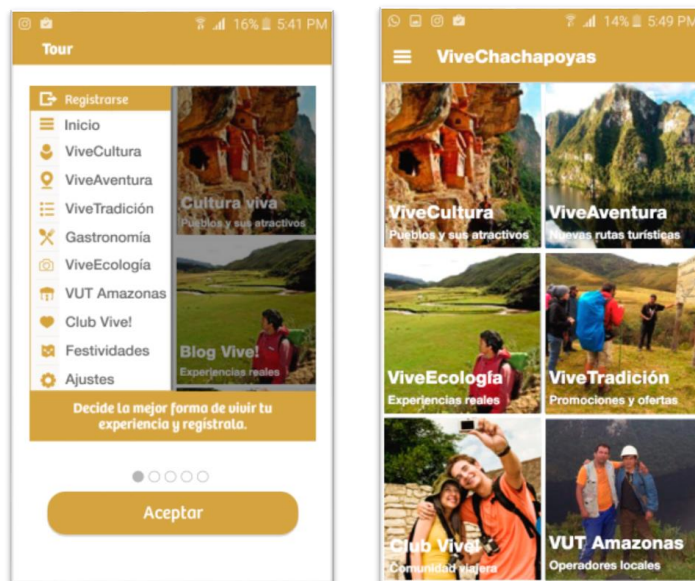 16% 5:41 PM
Tour
Registrarse
Inicio
ViveCultura
ViveAventura
ViveTradición
Gastronomía
ViveEcología
VUT Amazonas
Club Vive!
Festividades
Ajustes
Cultura viva
Pueblos y sus atractivos
Blog Vive!
Experiencias reales
Decide la mejor forma de vivir tu
experiencia y regístrala.
Aceptar
14% 5:49 PM
ViveChachapoyas
ViveCultura
Pueblos y sus atractivos
ViveAventura
Nuevas rutas turísticas
ViveEcología
Experiencias reales
ViveTradición
Promociones y ofertas
Club Vive!
Comunidad viajera
VUT Amazonas
Operadores locales